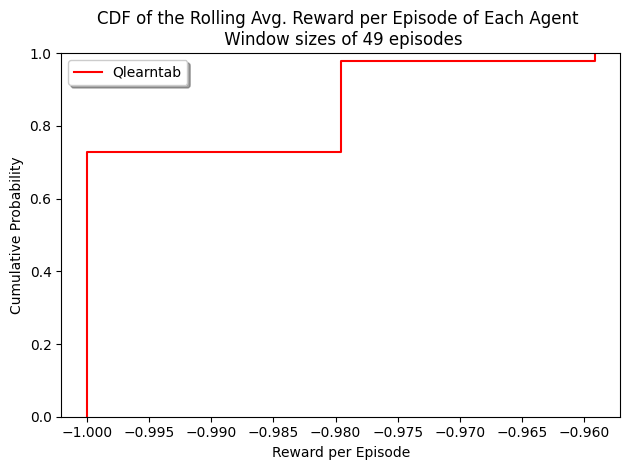 CDF of the Rolling Avg. Reward per Episode of Each Agent
Window sizes of 49 episodes
Qlearntab
Cumulative Probability
1.0
0.8
0.6
0.4
0.2
0.0
−1.000 −0.995 −0.990 −0.985 −0.980 −0.975 −0.970 −0.965 −0.960
Reward per Episode